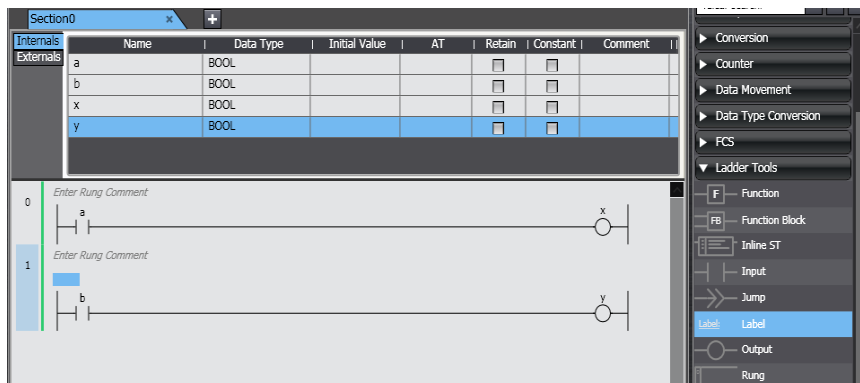 Section0 × +
Internals
Externals
Name Data Type Initial Value AT Retain Constant Comment
a BOOL
b BOOL
x BOOL
y BOOL
0 Enter Rung Comment
a x
1 Enter Rung Comment
b y
Conversion
Counter
Data Movement
Data Type Conversion
FCS
Ladder Tools
F Function
FB Function Block
Inline ST
Input
Jump
Label: Label
Output
Rung